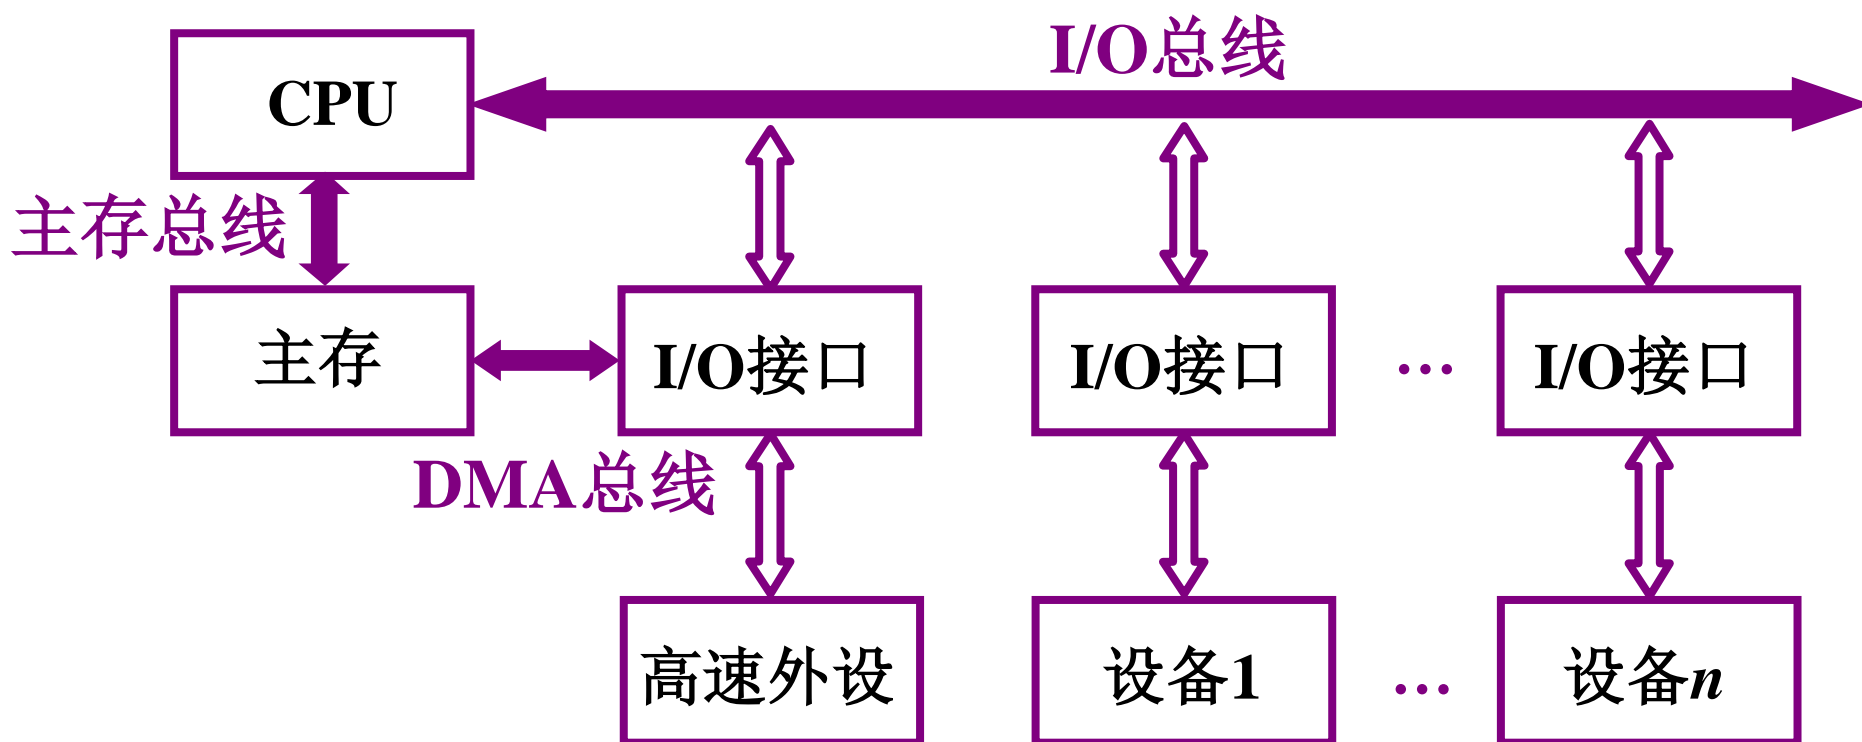 I/O总线
CPU
主存总线
主存
I/O接口
I/O接口
…
I/O接口
DMA总线
高速外设
设备1
…
设备n